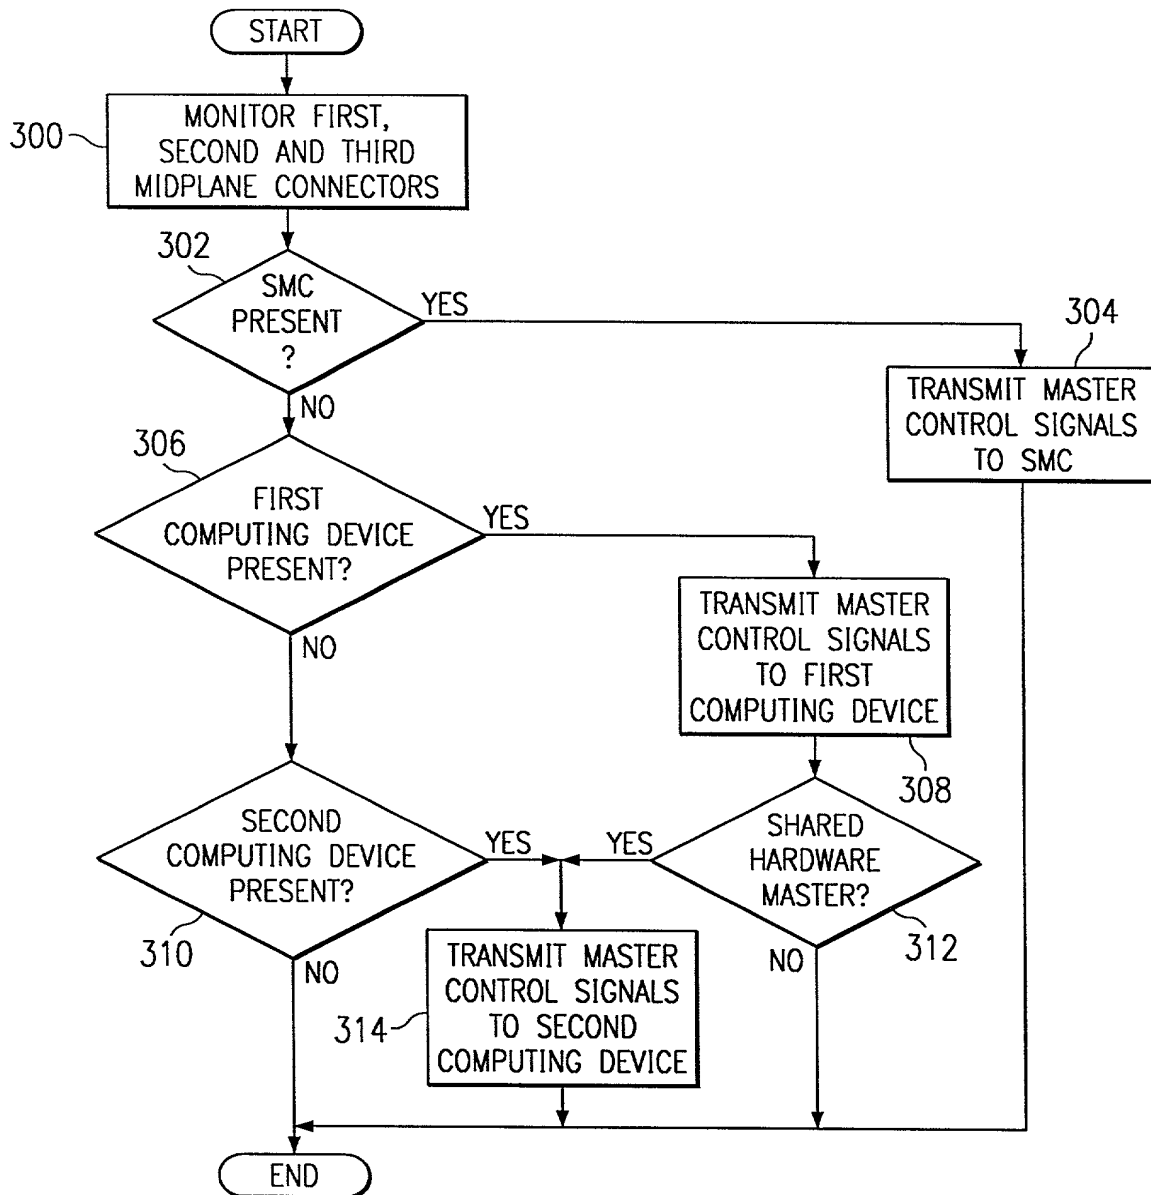 START
300
MONITOR FIRST,
SECOND AND THIRD
MIDPLANE CONNECTORS
302
SMC
PRESENT
?
YES
NO
304
TRANSMIT MASTER
CONTROL SIGNALS
TO SMC
306
FIRST
COMPUTING DEVICE
PRESENT?
YES
NO
TRANSMIT MASTER
CONTROL SIGNALS
TO FIRST
COMPUTING DEVICE
308
SECOND
COMPUTING DEVICE
PRESENT?
YES
310
NO
YES
SHARED
HARDWARE
MASTER?
312
NO
314
TRANSMIT MASTER
CONTROL SIGNALS
TO SECOND
COMPUTING DEVICE
END